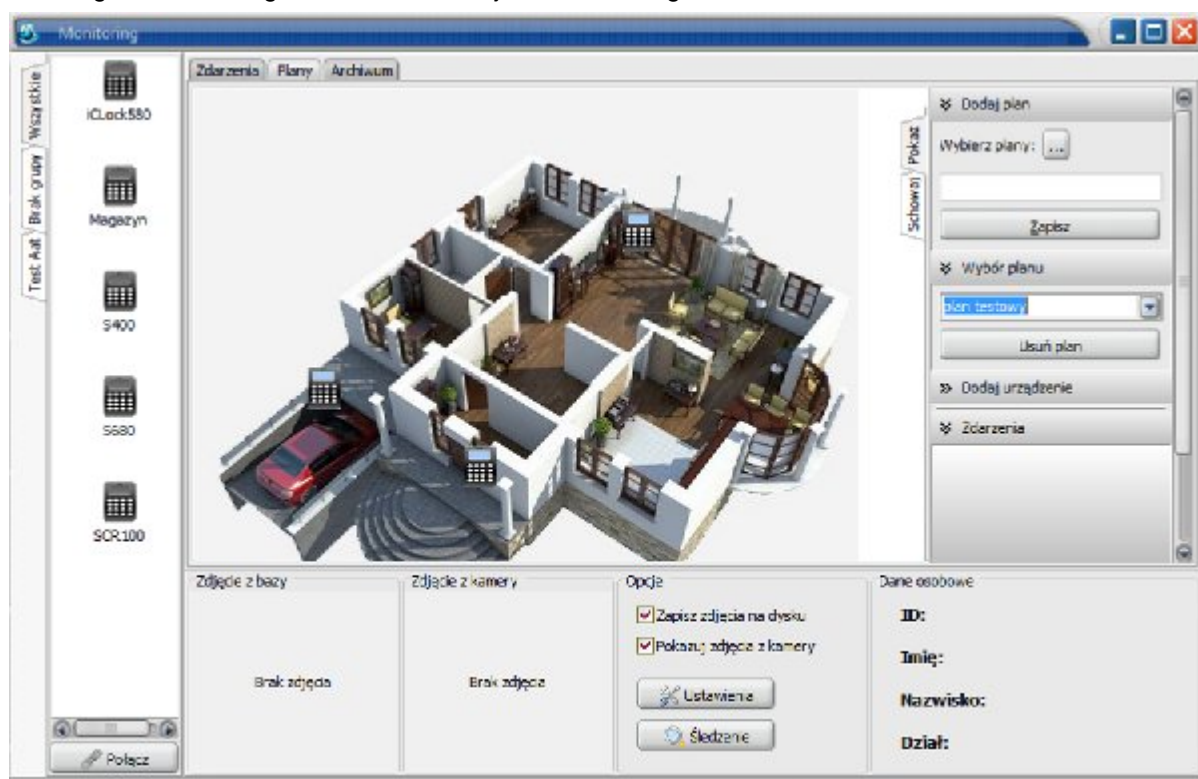 Monitoring
Wszystkie
Brak grupy
Test Aat
iCLock580
Magazyn
S400
S680
SCR100
Połącz
Zdarzenia
Plany
Archiwum
Pokaż
Schowaj
Dodaj plan
Wybierz plany:
...
Zapisz
Wybór planu
plan testowy
Usuń plan
Dodaj urządzenie
Zdarzenia
Zdjęcie z bazy
Brak zdjęcia
Zdjęcie z kamery
Brak zdjęcia
Opcje
Zapisz zdjęcia na dysku
Pokazuj zdjęcia z kamery
Ustawienia
Śledzenie
Dane osobowe
ID:
Imię:
Nazwisko:
Dział: